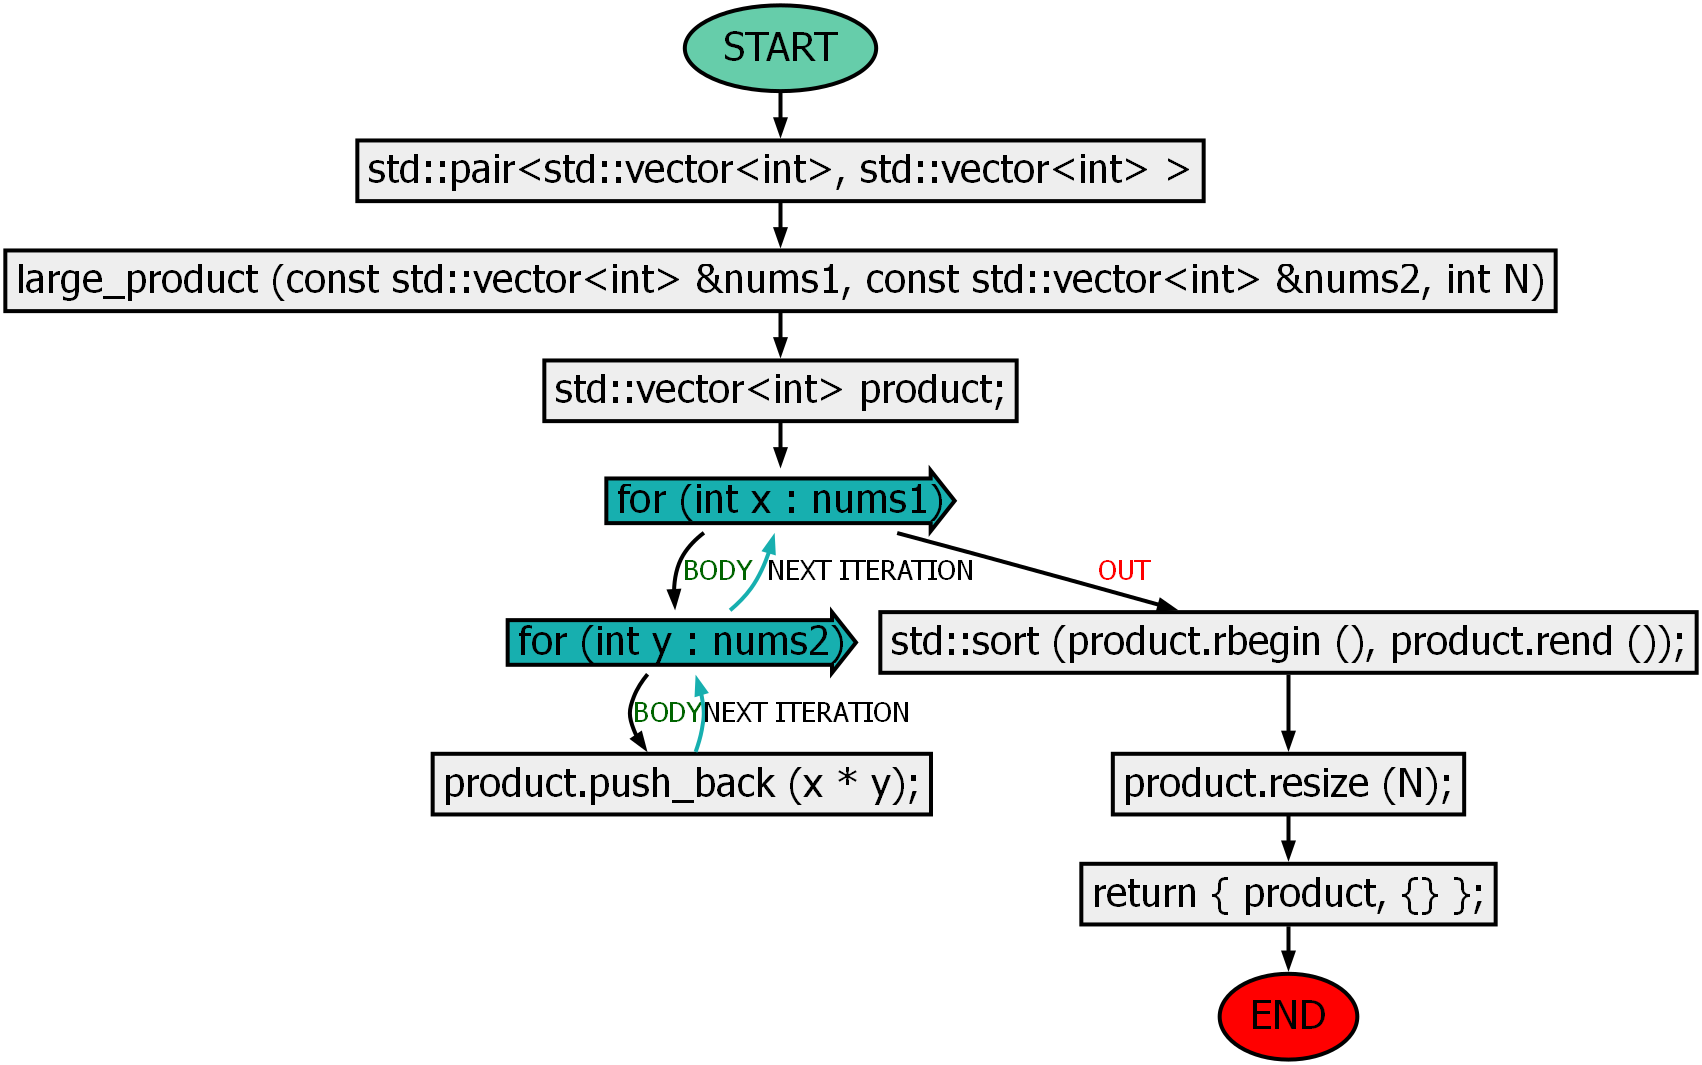 START
std::pair<std::vector<int>, std::vector<int> >
large_product (const std::vector<int> &nums1, const std::vector<int> &nums2, int N)
std::vector<int> product;
for (int x : nums1)
BODY
NEXT ITERATION
OUT
for (int y : nums2)
std::sort (product.rbegin (), product.rend ());
BODY
NEXT ITERATION
product.push_back (x * y);
product.resize (N);
return { product, {} };
END